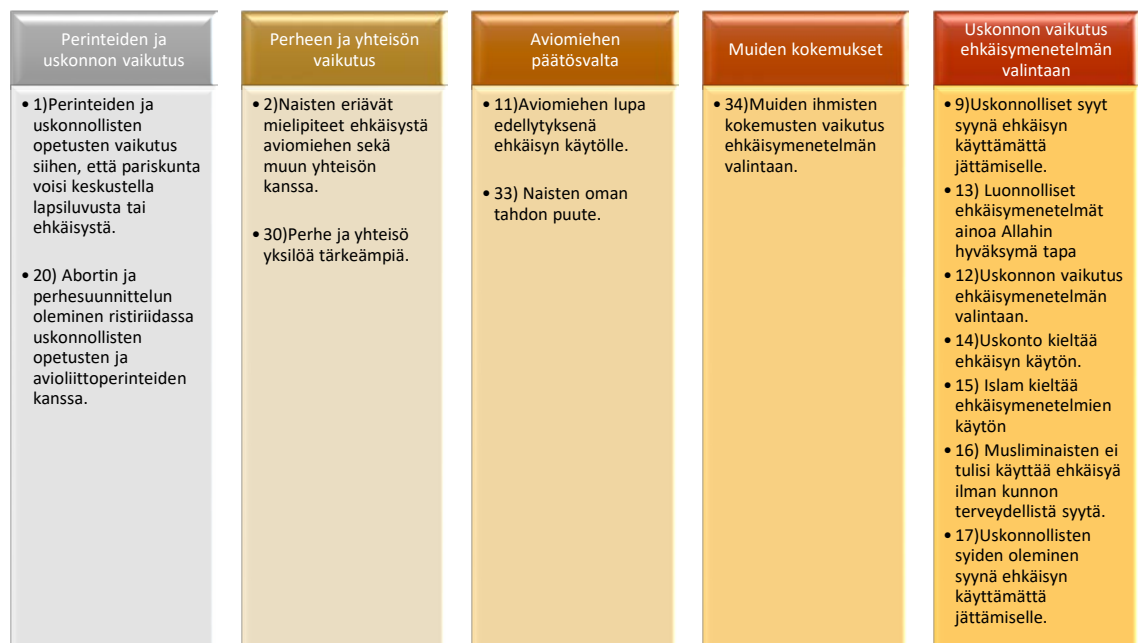 Perinteiden ja
uskonnon vaikutus
• 1)Perinteiden ja
uskonnollisten
opetusten vaikutus
siihen, että pariskunta
voisi keskustella
lapsiluvusta tai
ehkäisystä.
• 20) Abortin ja
perhesuunnittelun
oleminen ristiriidassa
uskonnollisten
opetusten ja
avioliittoperinteiden
kanssa.
Perheen ja yhteisön
vaikutus
• 2)Naisten eriävät
mielipiteet ehkäisystä
aviomiehen sekä
muun yhteisön
kanssa.
• 30)Perhe ja yhteisö
yksilöä tärkeämpiä.
Aviomiehen
päätösvalta
• 11)Aviomiehen lupa
edellytyksenä
ehkäisyn käytölle.
• 33) Naisten oman
tahdon puute.
Muiden kokemukset
• 34)Muiden ihmisten
kokemusten vaikutus
ehkäisymenetelmän
valintaan.
Uskonnon vaikutus
ehkäisymenetelmän
valintaan
• 9)Uskonnolliset syyt
syynä ehkäisyn
käyttämättä
jättämiselle.
• 13) Luonnolliset
ehkäisymenetelmät
ainoa Allahin
hyväksymä tapa
• 12)Uskonnon vaikutus
ehkäisymenetelmän
valintaan.
• 14)Uskonto kieltää
ehkäisyn käytön.
• 15) Islam kieltää
ehkäisymenetelmien
käytön
• 16) Musliminaisten ei
tulisi käyttää ehkäisyä
ilman kunnon
terveydellistä syytä.
• 17)Uskonnollisten
syiden oleminen
syynä ehkäisyn
käyttämättä
jättämiselle.